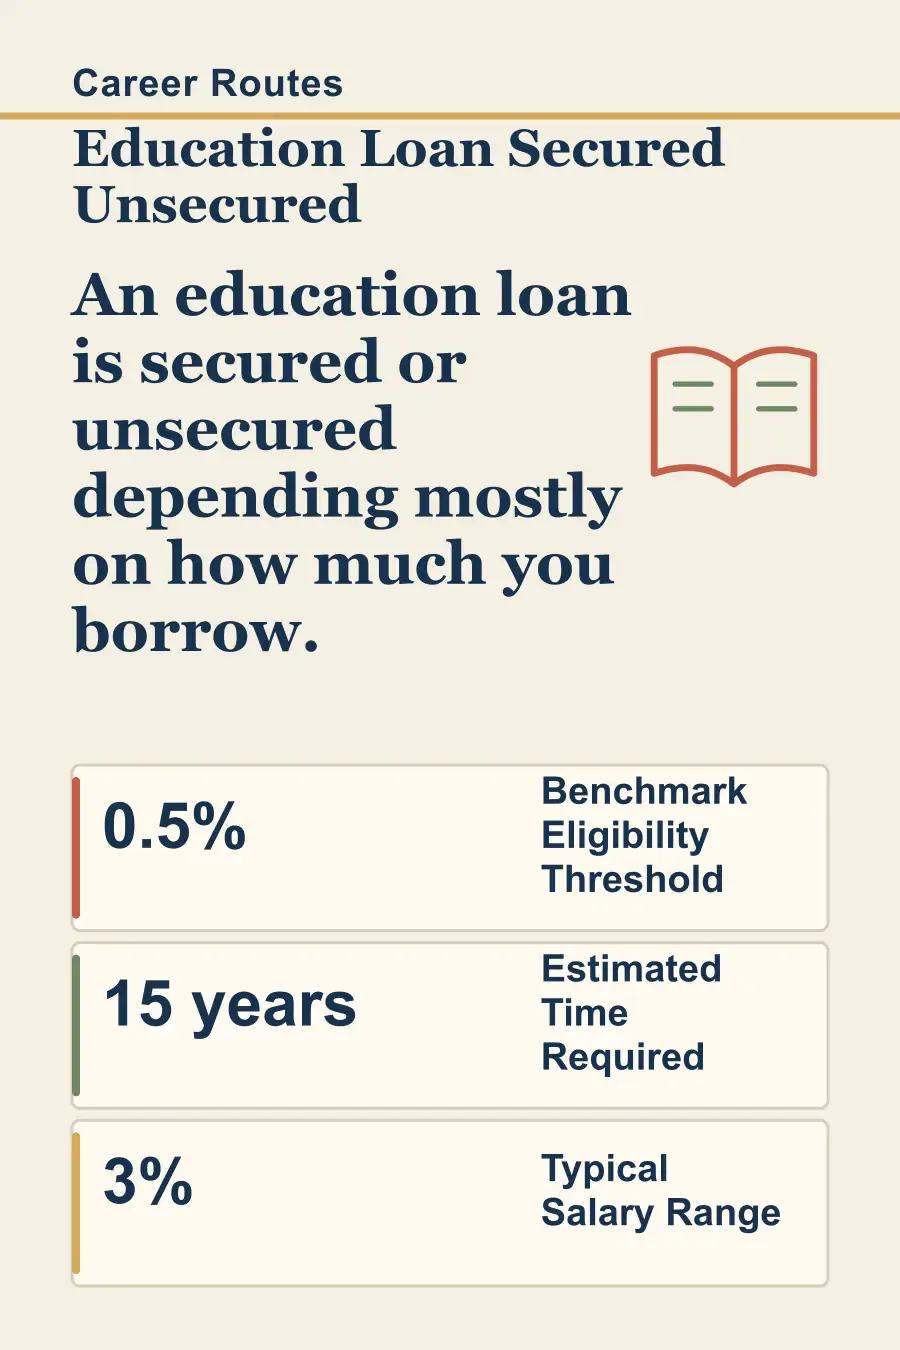 Career Routes
Education Loan Secured
Unsecured
An education loan
is secured or
unsecured
depending mostly
on how much you
borrow.
0.5%
Benchmark
Eligibility
Threshold
15 years
Estimated
Time
Required
3%
Typical
Salary Range